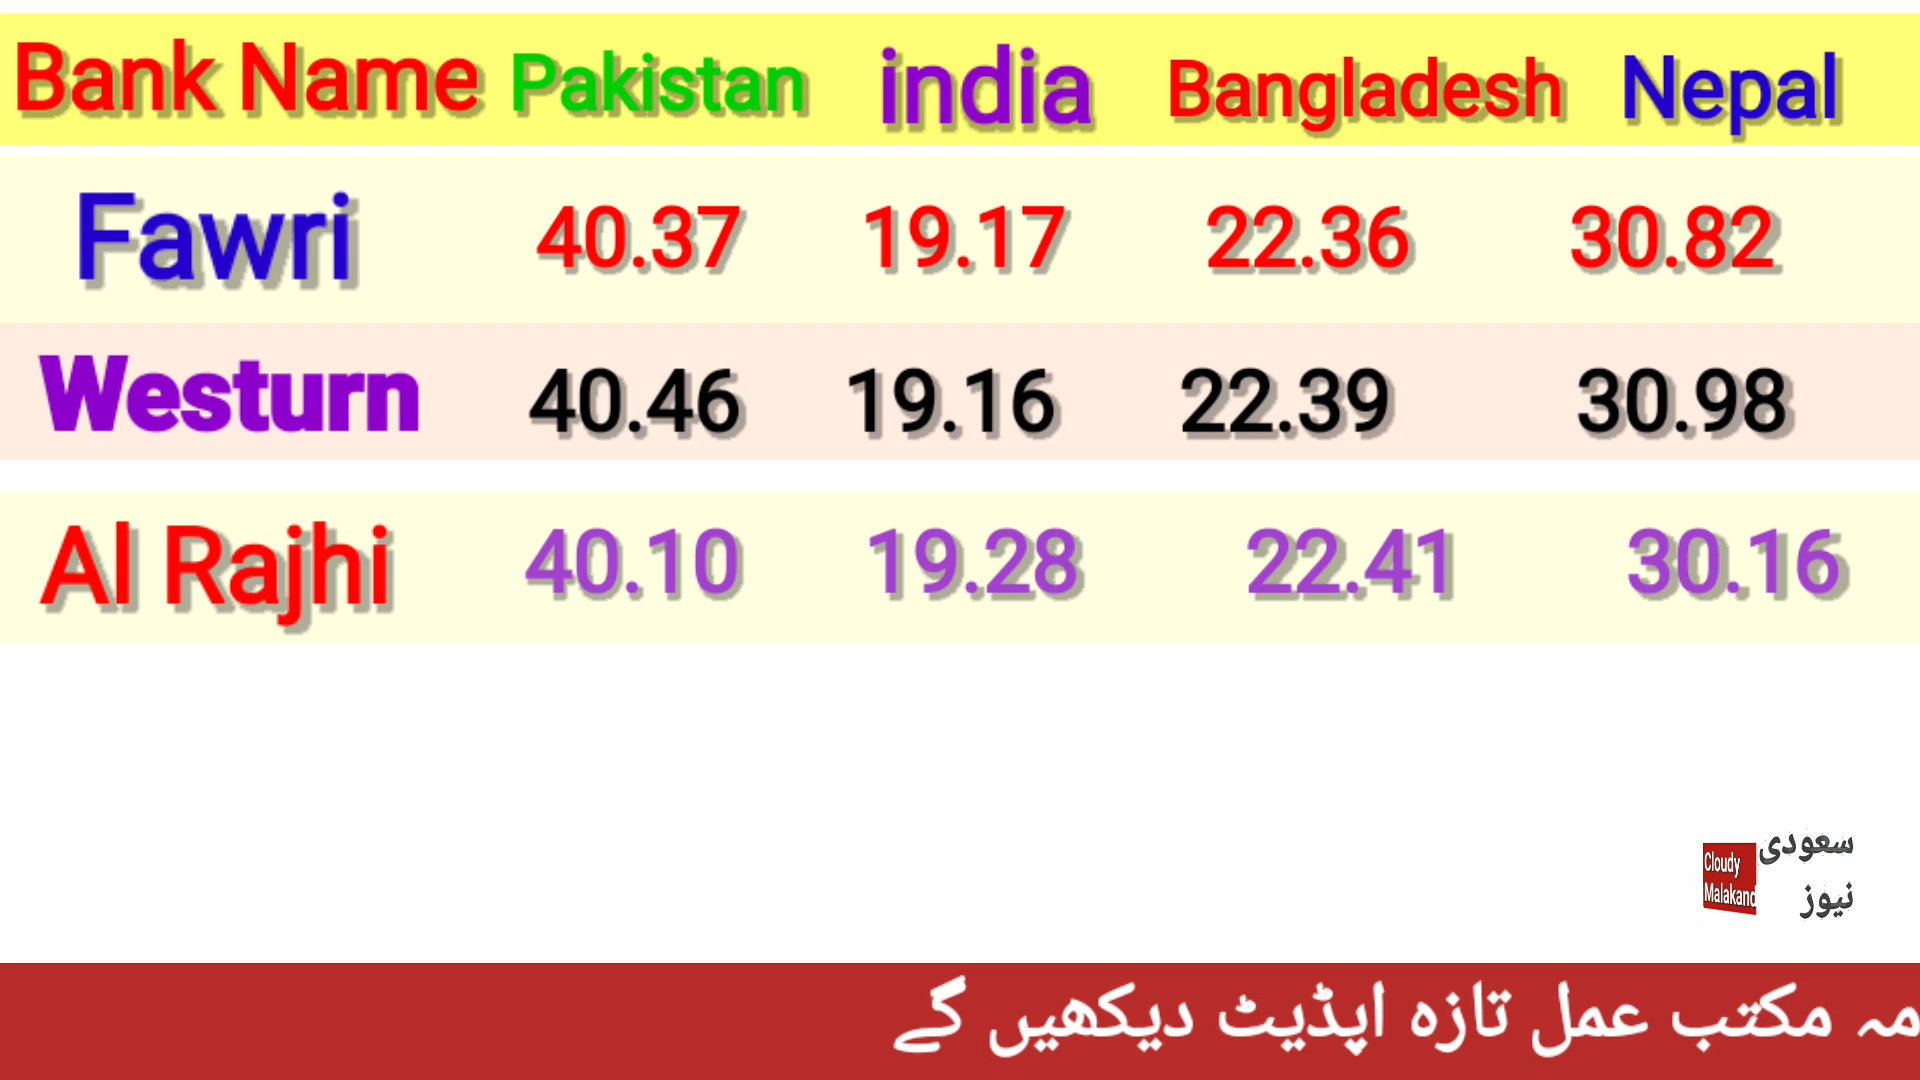 Bank Name Pakistan india Bangladesh Nepal
Fawri 40.37 19.17 22.36 30.82
Westurn 40.46 19.16 22.39 30.98
Al Rajhi 40.10 19.28 22.41 30.16
Cloudy
Malakand
سعودی
نیوز
مکتب عمل تازہ اپڈیٹ دیکھیں گے